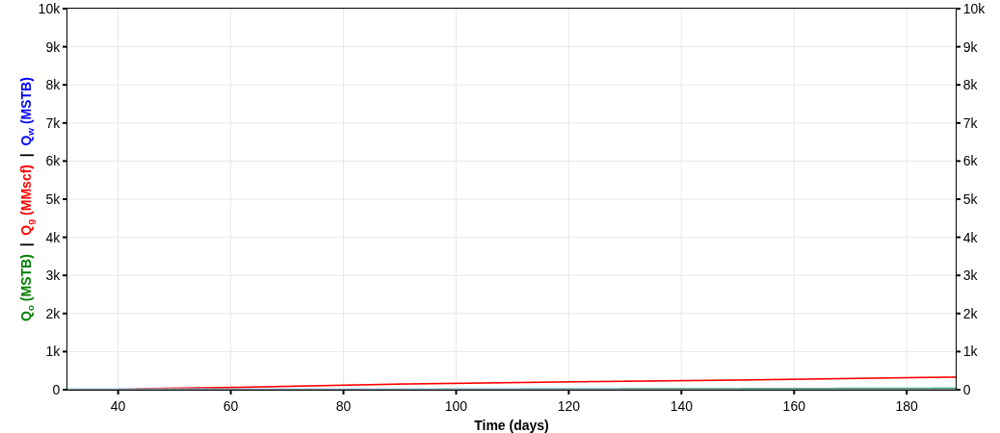 10k
9k
8k
7k
6k
5k
4k
3k
2k
1k
0
10k
9k
8k
7k
6k
5k
4k
3k
2k
1k
0
40 60 80 100 120 140 160 180
Time (days)
Qo (MSTB) | Qg (MMscf) | Qw (MSTB)